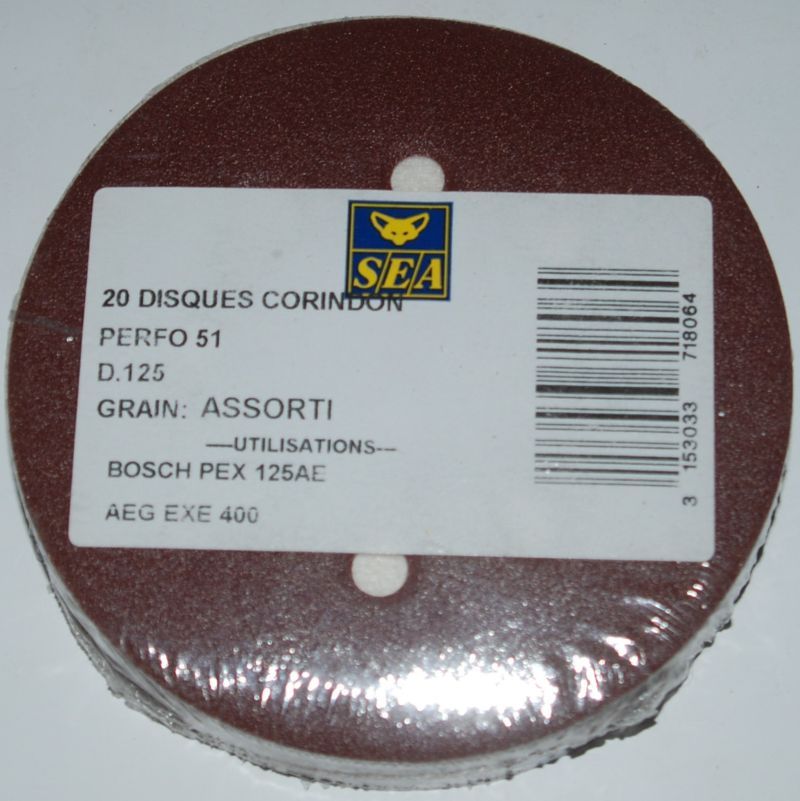 SEA
20 DISQUES CORINDON
PERFO 51
D.125
GRAIN: ASSORTI
----UTILISATIONS---
BOSCH PEX 125AE
AEG EXE 400
3 153033 718064